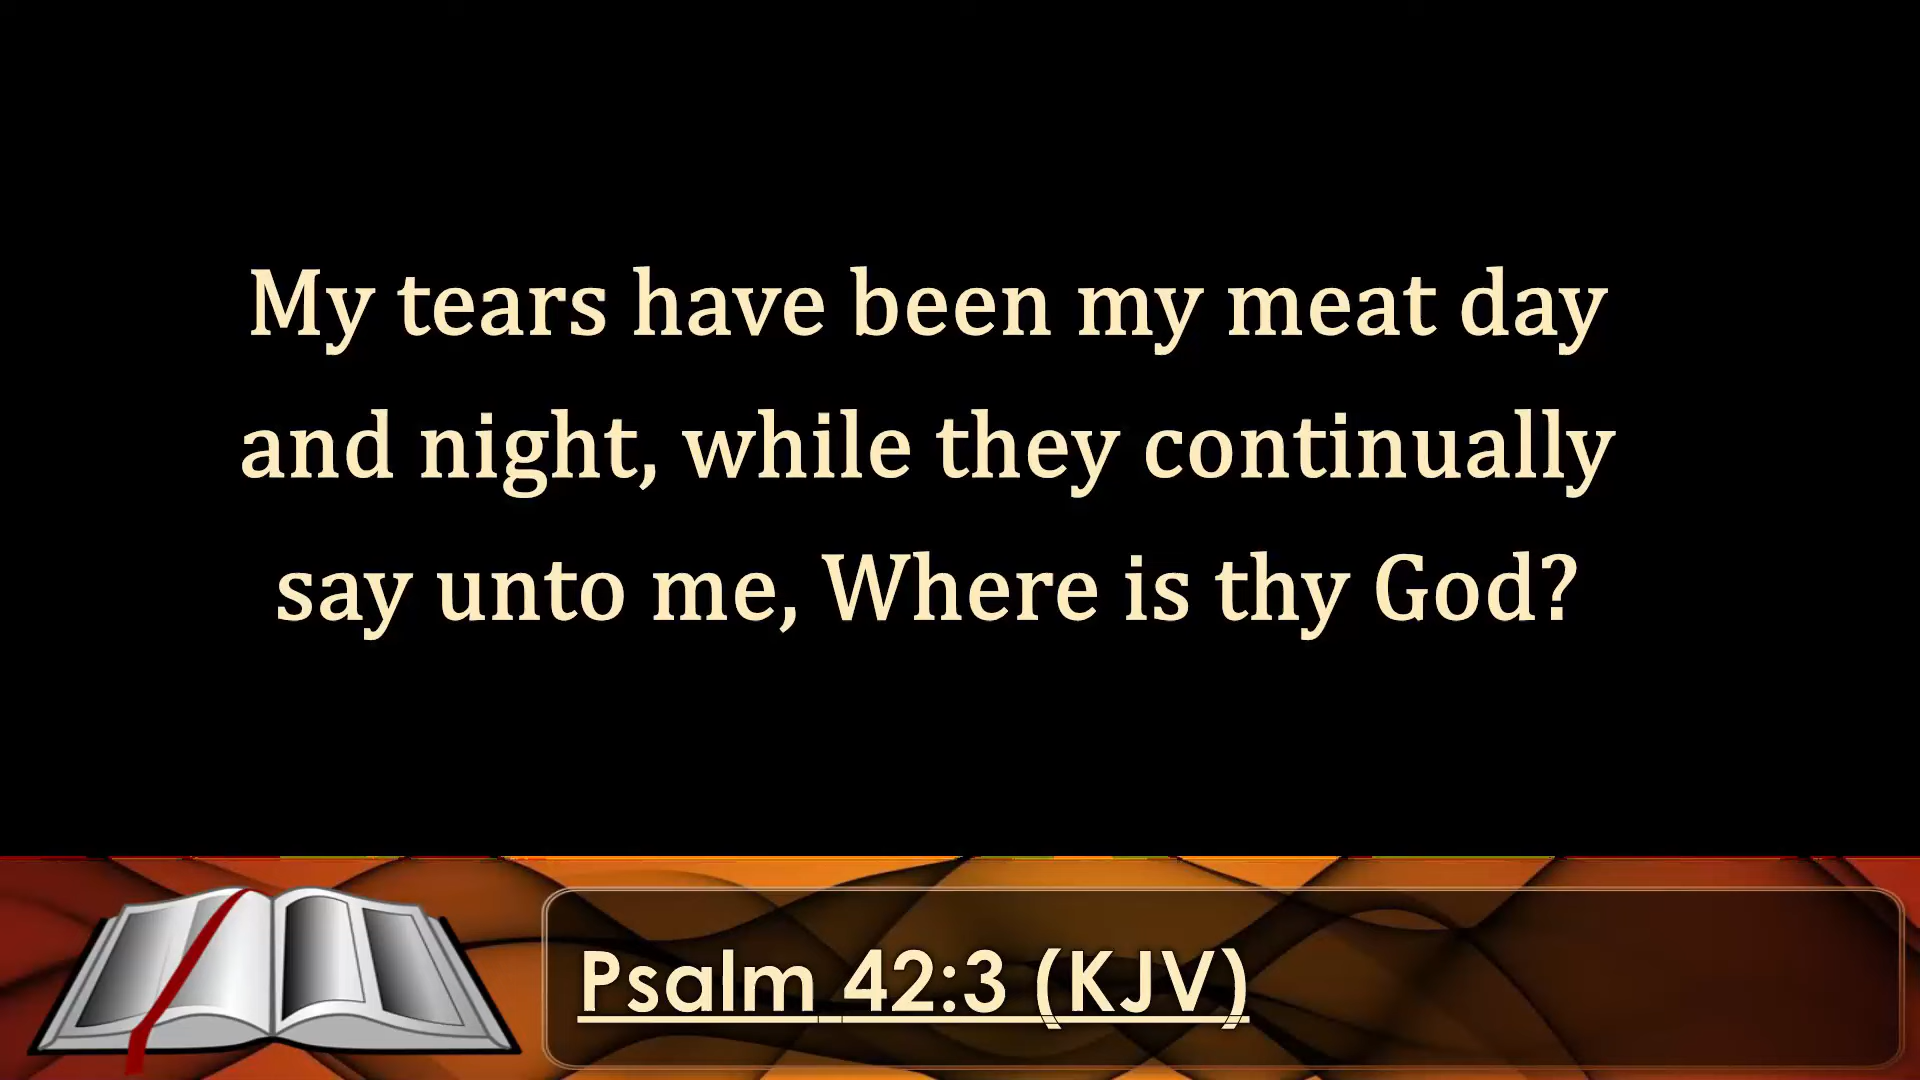 My tears have been my meat day
and night, while they continually
say unto me, Where is thy God?
Psalm 42:3 (KJV)